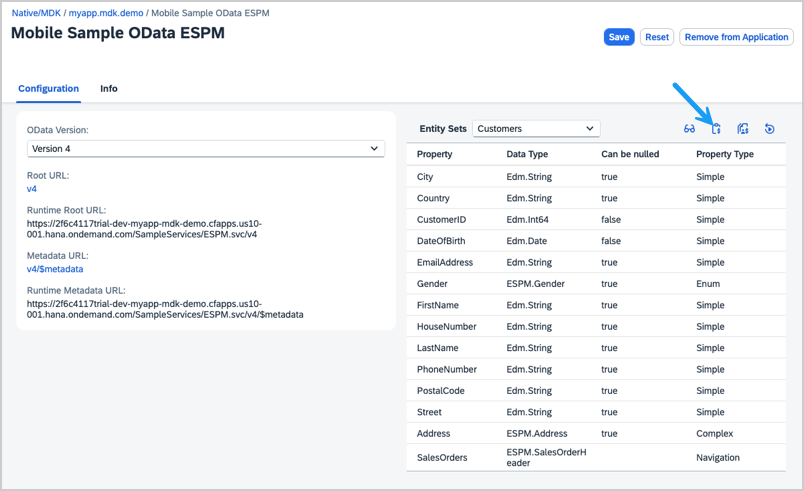 Native/MDK / myapp.mdk.demo / Mobile Sample OData ESPM
Mobile Sample OData ESPM
Save Reset Remove from Application
Configuration Info
OData Version:
Version 4
Root URL:
v4
Runtime Root URL:
https://2f6c4117trial-dev-myapp-mdk-demo.cfapps.us10-
001.hana.ondemand.com/SampleServices/ESPM.svc/v4
Metadata URL:
v4/$metadata
Runtime Metadata URL:
https://2f6c4117trial-dev-myapp-mdk-demo.cfapps.us10-
001.hana.ondemand.com/SampleServices/ESPM.svc/v4/$metadata
Entity Sets Customers
Property Data Type Can be nulled Property Type
City Edm.String true Simple
Country Edm.String true Simple
CustomerID Edm.Int64 false Simple
DateOfBirth Edm.Date false Simple
EmailAddress Edm.String true Simple
Gender ESPM.Gender true Enum
FirstName Edm.String true Simple
HouseNumber Edm.String true Simple
LastName Edm.String true Simple
PhoneNumber Edm.String true Simple
PostalCode Edm.String true Simple
Street Edm.String true Simple
Address ESPM.Address true Complex
SalesOrders ESPM.SalesOrderH Navigation
eader